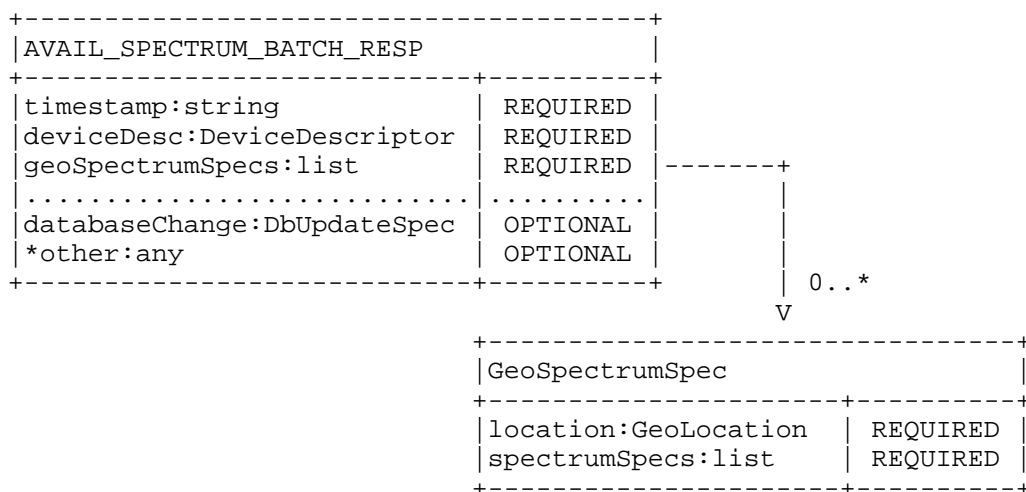 +---------------------------------------+
|AVAIL_SPECTRUM_BATCH_RESP              |
+----------------------------+----------+
|timestamp:string            | REQUIRED |
|deviceDesc:DeviceDescriptor | REQUIRED |
|geoSpectrumSpecs:list       | REQUIRED |-------+
|............................|..........|       |
|databaseChange:DbUpdateSpec | OPTIONAL |       |
|*other:any                  | OPTIONAL |       |
+----------------------------+----------+       | 0..*
                                                V
                             +---------------------------------+
                             |GeoSpectrumSpec                  |
                             +----------------------+----------+
                             |location:GeoLocation  | REQUIRED |
                             |spectrumSpecs:list    | REQUIRED |
                             +----------------------+----------+